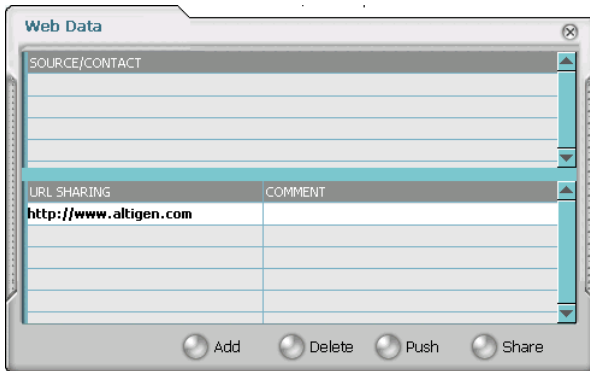 Web Data
SOURCE/CONTACT
URL SHARING COMMENT
http://www.altigen.com
Add Delete Push Share